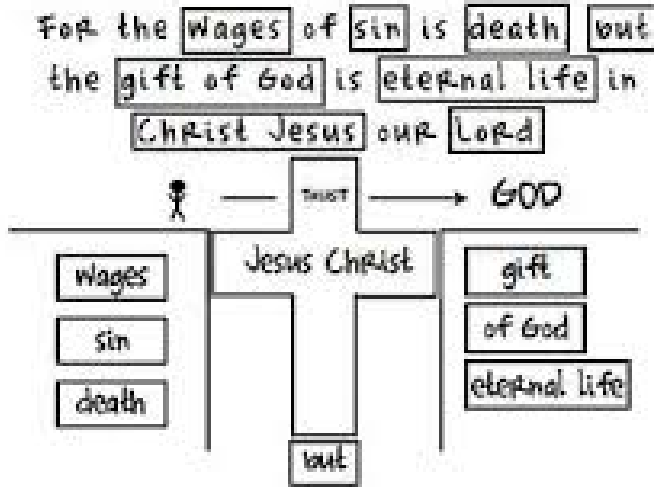 For the wages of sin is death but
the gift of God is eternal life in
Christ Jesus our Lord
TRUST
GOD
Jesus Christ
wages
sin
death
gift
of God
eternal life
but